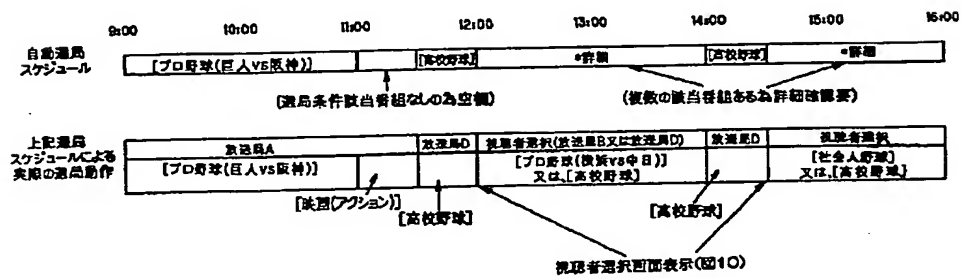 9:00 10:00 11:00 12:00 13:00 14:00 15:00 16:00
自動選局
スケジュール
[プロ野球(巨人VS阪神)] [高校野球] *詳細 [高校野球] *詳細
(選局条件該当番組なしの為空欄) (複数の該当番組ある為詳細確認要)
上記選局
スケジュールによる
実際の選局動作
放送局A 放送局D 視聴者選択(放送局B又は放送局D) 放送局D 視聴者選択
[プロ野球(巨人VS阪神)] [プロ野球(横浜vs中日)]
又は、[高校野球] [社会人野球]
又は、[高校野球]
[映画(アクション)]
[高校野球] [高校野球]
視聴者選択画面表示(図10)